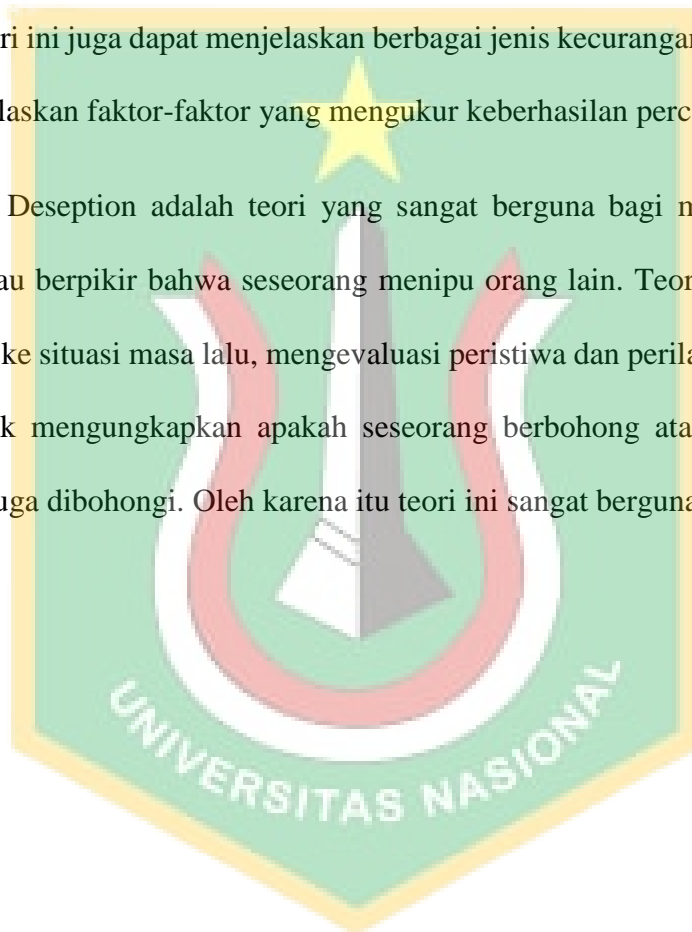 ri ini juga dapat menjelaskan berbagai jenis kecurangan
laskan faktor-faktor yang mengukur keberhasilan perc
Deseption adalah teori yang sangat berguna bagi m
au berpikir bahwa seseorang menipu orang lain. Teor
ke situasi masa lalu, mengevaluasi peristiwa dan perila
k mengungkapkan apakah seseorang berbohong ata
uga dibohongi. Oleh karena itu teori ini sangat berguna
UNIVERSITAS NASIONAL